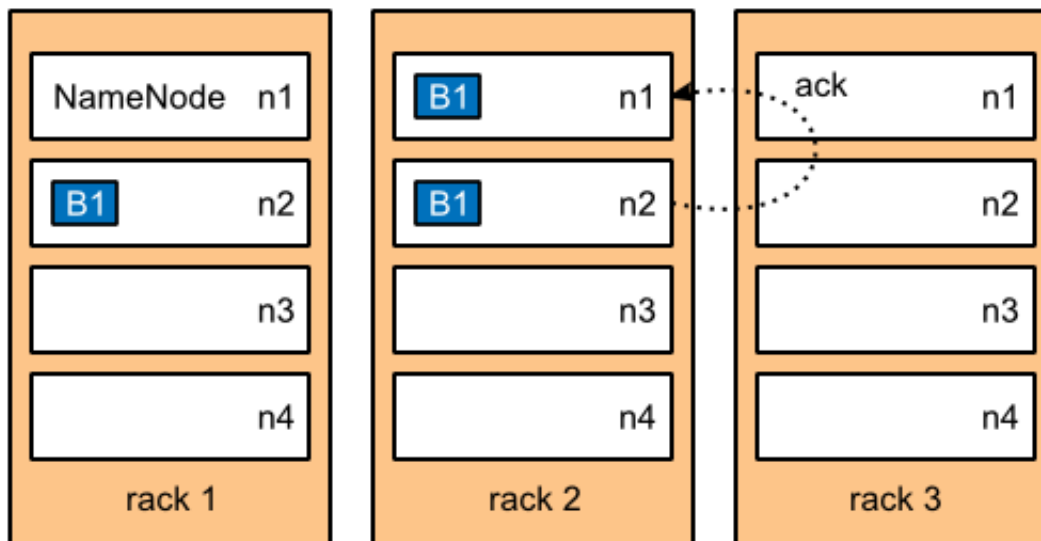 NameNode n1
B1 n2
n3
n4
rack 1
B1 n1
B1 n2
n3
n4
rack 2
ack n1
n2
n3
n4
rack 3